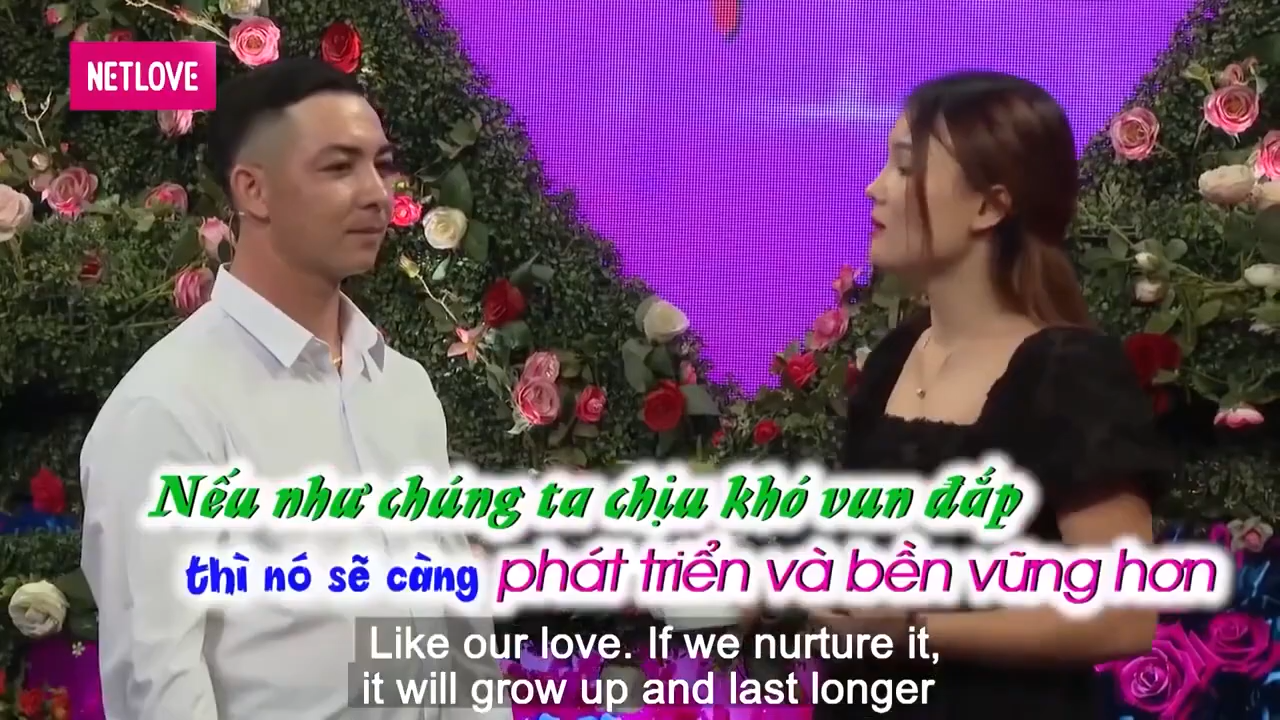 NETLOVE
Nếu như chúng ta chịu khó vun đắp
thì nó sẽ càng phát triển và bền vững hơn
Like our love. If we nurture it,
it will grow up and last longer